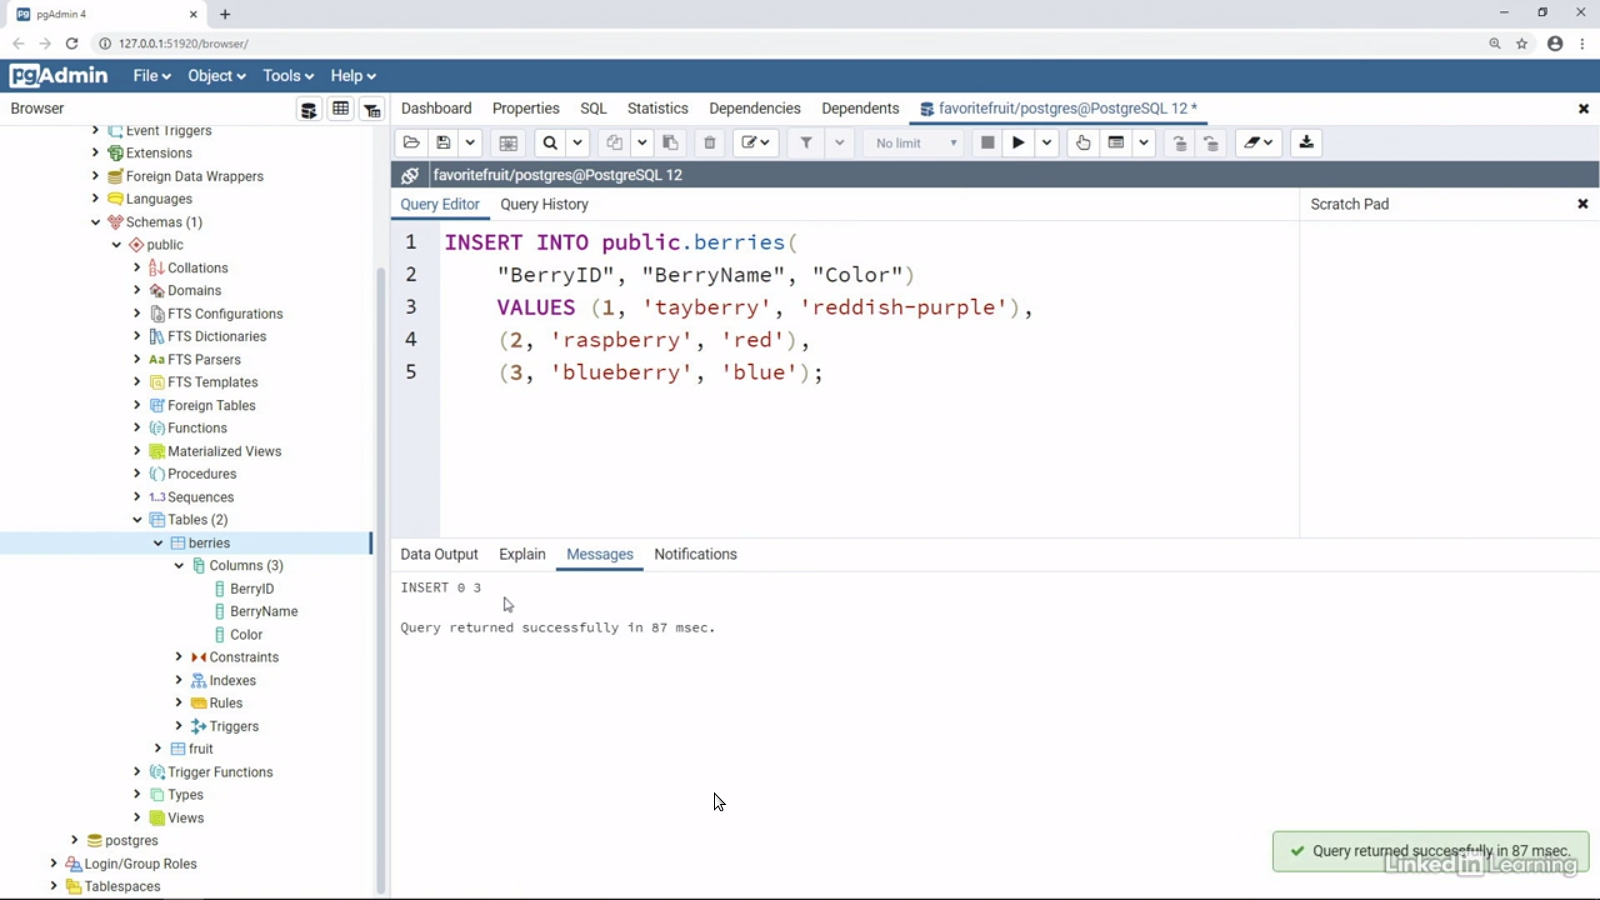 pgAdmin 4
127.0.0.1:51920/browser/
pgAdmin File Object Tools Help
Browser
Dashboard Properties SQL Statistics Dependencies Dependents favoritefruit/postgres@PostgreSQL 12 *
No limit
favoritefruit/postgres@PostgreSQL 12
Query Editor Query History
Scratch Pad
Event Triggers
Extensions
Foreign Data Wrappers
Languages
Schemas (1)
public
Collations
Domains
FTS Configurations
FTS Dictionaries
Aa FTS Parsers
FTS Templates
Foreign Tables
Functions
Materialized Views
Procedures
1..3 Sequences
Tables (2)
berries
Columns (3)
BerryID
BerryName
Color
Constraints
Indexes
Rules
Triggers
fruit
Trigger Functions
Types
Views
postgres
Login/Group Roles
Tablespaces
1 INSERT INTO public.berries(
2 "BerryID", "BerryName", "Color")
3 VALUES (1, 'tayberry', 'reddish-purple'),
4 (2, 'raspberry', 'red'),
5 (3, 'blueberry', 'blue');
Data Output Explain Messages Notifications
INSERT 0 3
Query returned successfully in 87 msec.
Query returned successfully in 87 msec.
Linked in Learning